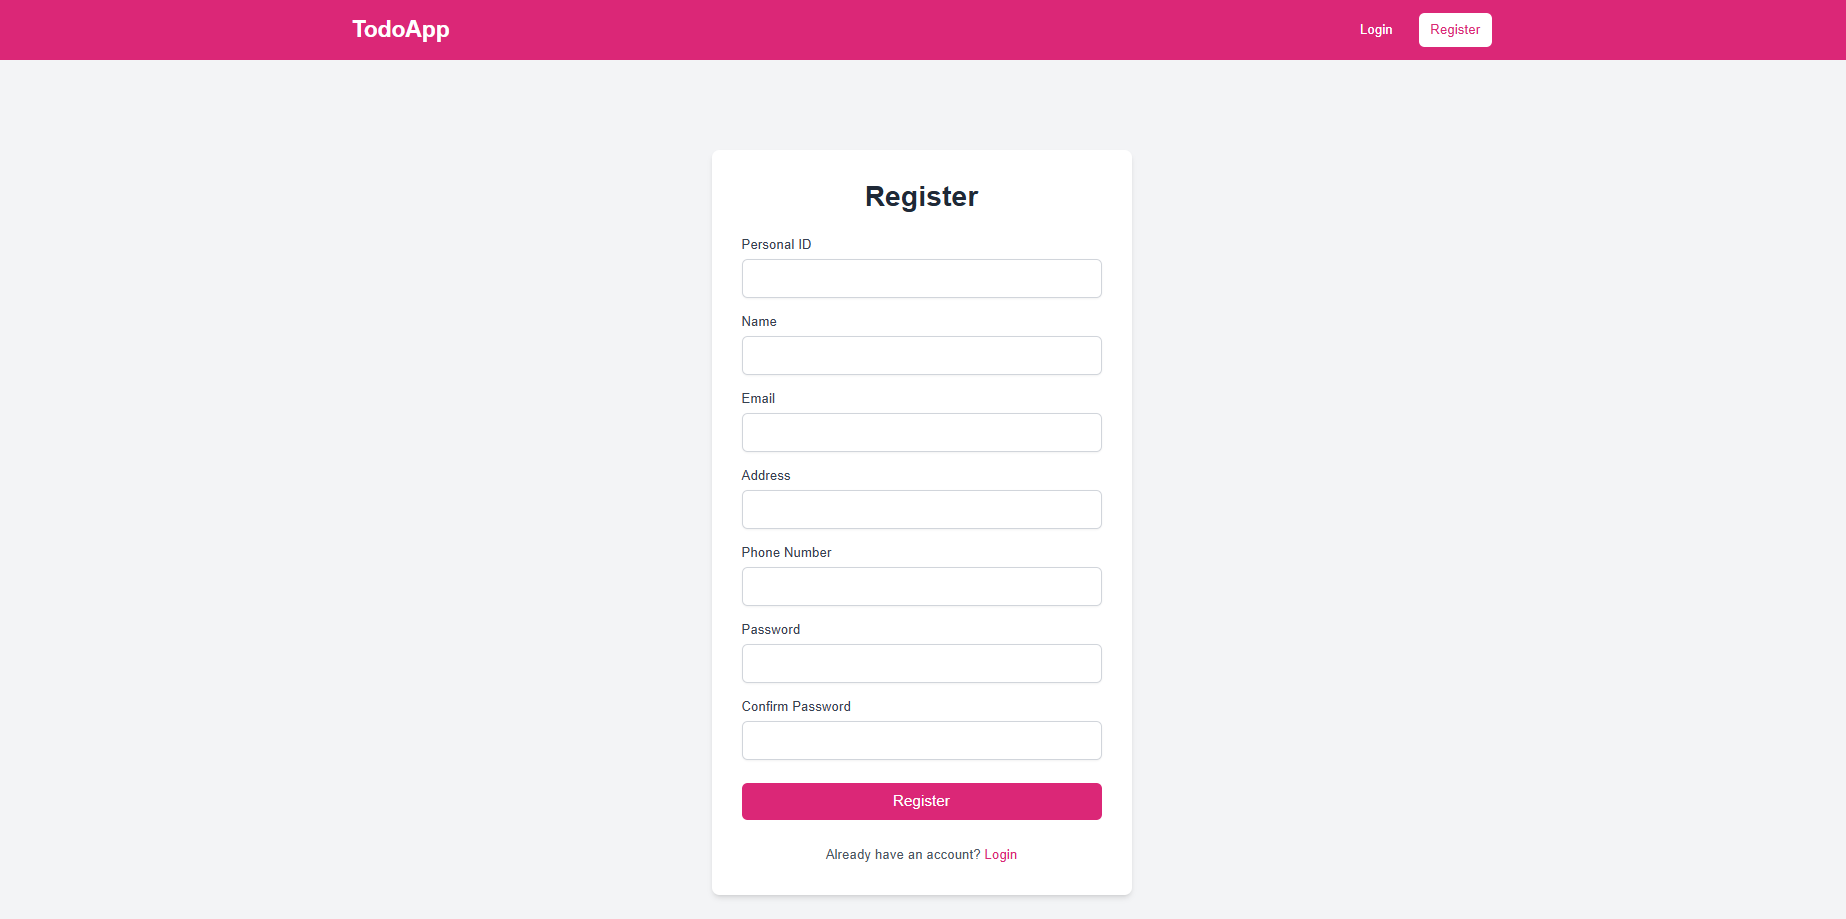 TodoApp
Login
Register
Register
Personal ID
Name
Email
Address
Phone Number
Password
Confirm Password
Register
Already have an account? Login